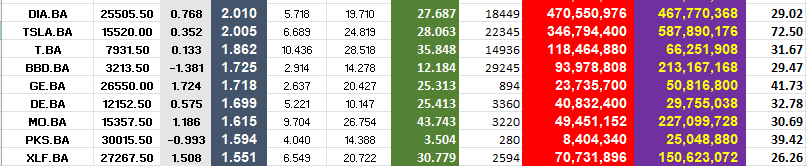 DIA.BA 25505.50 0.768 2.010 5.718 19.710 27.687 18449 470,550,976 467,770,368 29.02
TSLA.BA 15520.00 0.352 2.005 6.689 24.819 28.063 22345 346,794,400 587,890,176 72.50
T.BA 7931.50 0.133 1.862 10.436 28.518 35.848 14936 118,464,880 66,251,908 31.67
BBD.BA 3213.50 -1.381 1.725 2.914 14.278 12.184 29245 93,978,808 213,167,168 29.47
GE.BA 26550.00 1.724 1.718 2.637 20.427 25.313 894 23,735,700 50,816,800 41.73
DE.BA 12152.50 0.575 1.699 5.221 10.147 25.413 3360 40,832,400 29,755,038 32.78
MO.BA 15357.50 1.186 1.615 9.704 26.754 43.743 3220 49,451,152 227,099,728 30.69
PKS.BA 30015.50 -0.993 1.594 4.040 14.388 3.504 280 8,404,340 25,048,880 39.42
XLF.BA 27267.50 1.508 1.551 6.549 20.722 30.779 2594 70,731,896 150,623,072 26.26